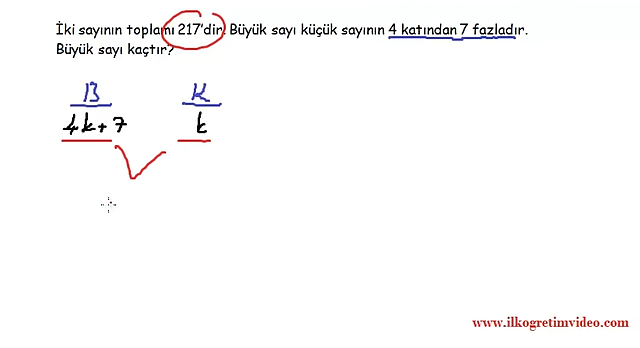 İki sayının toplamı 217'dir. Büyük sayı küçük sayının 4 katından 7 fazladır.
Büyük sayı kaçtır?
B K
4k+7 k
www.ilkogretimvideo.com